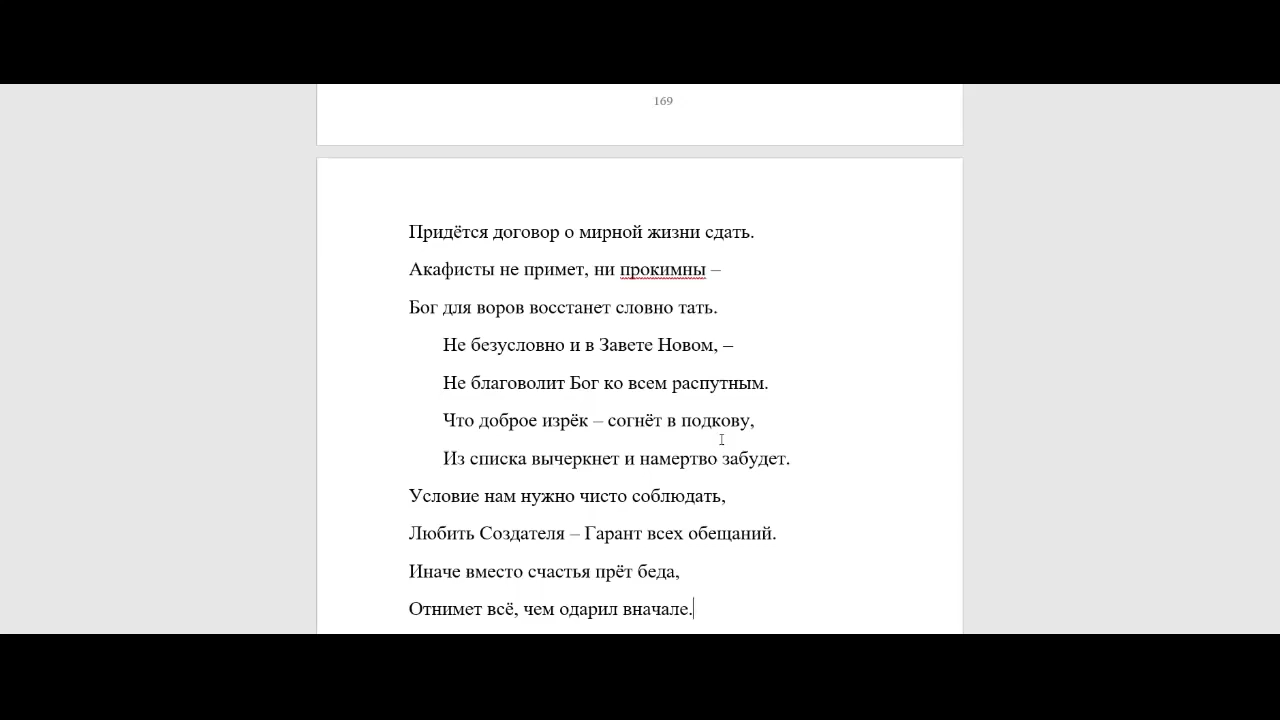 169
Придётся договор о мирной жизни сдать.
Акафисты не примет, ни прокимны –
Бог для воров восстанет словно тать.
Не безусловно и в Завете Новом, –
Не благоволит Бог ко всем распутным.
Что доброе изрёк – согнёт в подкову,
Из списка вычеркнет и намертво забудет.
Условие нам нужно чисто соблюдать,
Любить Создателя – Гарант всех обещаний.
Иначе вместо счастья прёт беда,
Отнимет всё, чем одарил вначале.